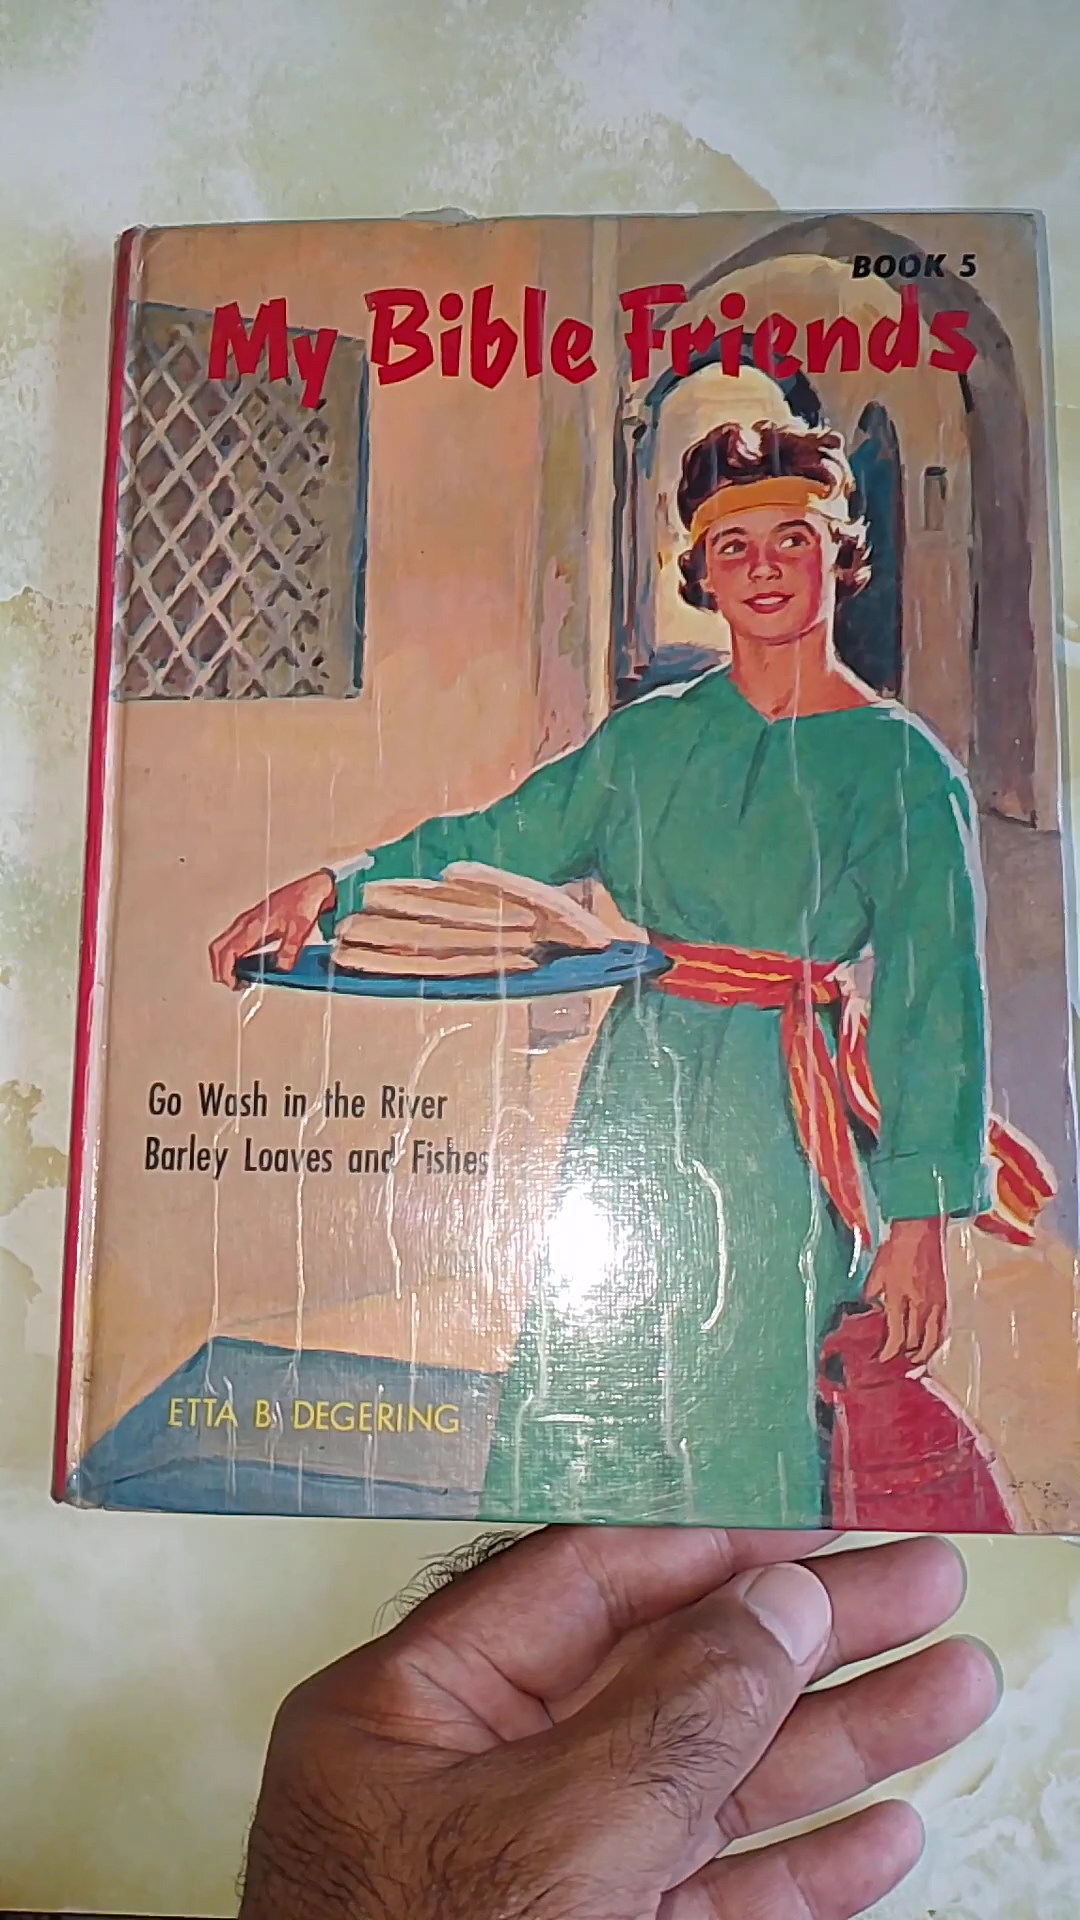 BOOK 5
My Bible Friends
Go Wash in the River
Barley Loaves and Fishes
ETTA B. DEGERING